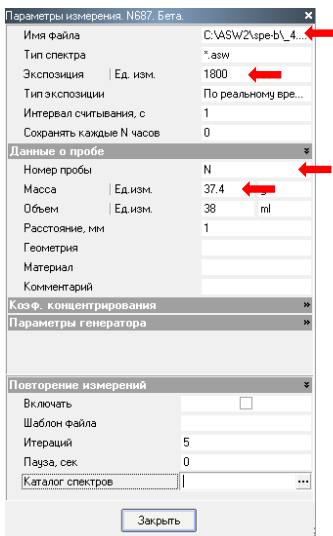 Параметры измерения. N687. Бета.
Имя файла C:\ASW2\spe-b\_4....
Тип спектра *.asw
Экспозиция Ед. изм. 1800
Тип экспозиции По реальному вре...
Интервал считывания, с 1
Сохранять каждые N часов 0
Данные о пробе
Номер пробы N
Масса Ед.изм. 37.4
Объем Ед.изм. 38 ml
Расстояние, мм 1
Геометрия
Материал
Комментарий
Коэф. концентрирования
Параметры генератора
Повторение измерений
Включать
Шаблон файла
Итераций 5
Пауза, сек 0
Каталог спектров ...
Закрыть